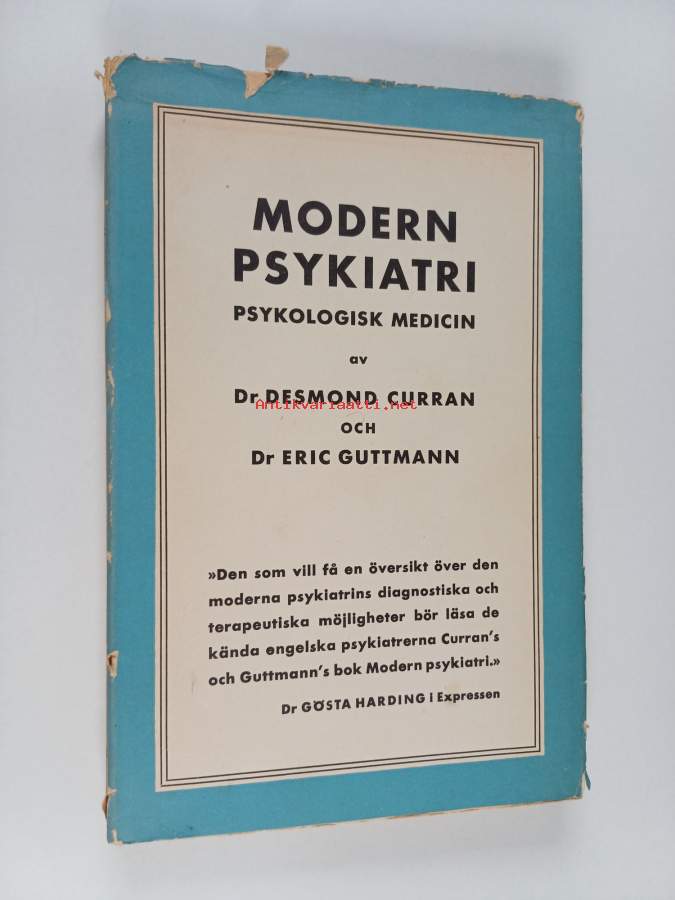 MODERN
PSYKIATRI
PSYKOLOGISK MEDICIN
av
Dr DESMOND CURRAN
Antikvariaatti.net
OCH
Dr ERIC GUTTMANN
»Den som vill få en översikt över den
moderna psykiatrins diagnostiska och
terapeutiska möjligheter bör läsa de
kända engelska psykiatrerna Curran's
och Guttmann's bok Modern psykiatri.»
Dr GÖSTA HARDING i Expressen